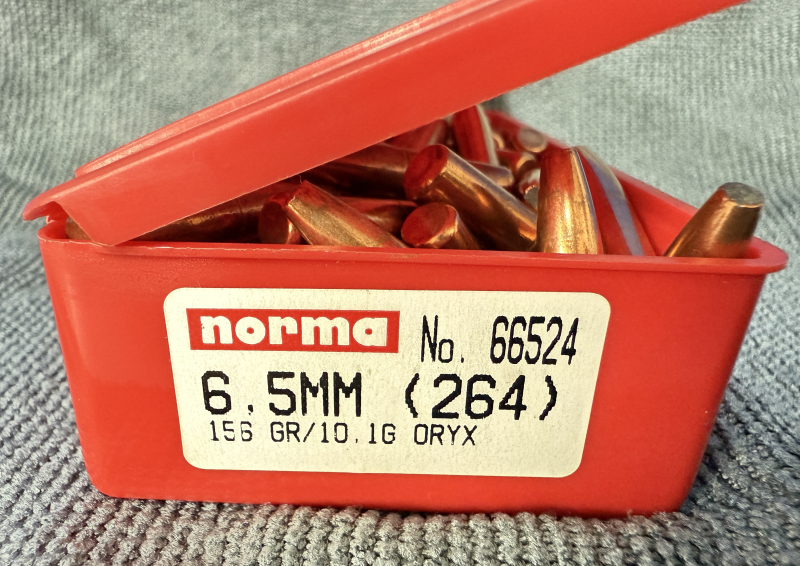 norma No. 66524
6.5MM (264)
156 GR/10.1G ORYX